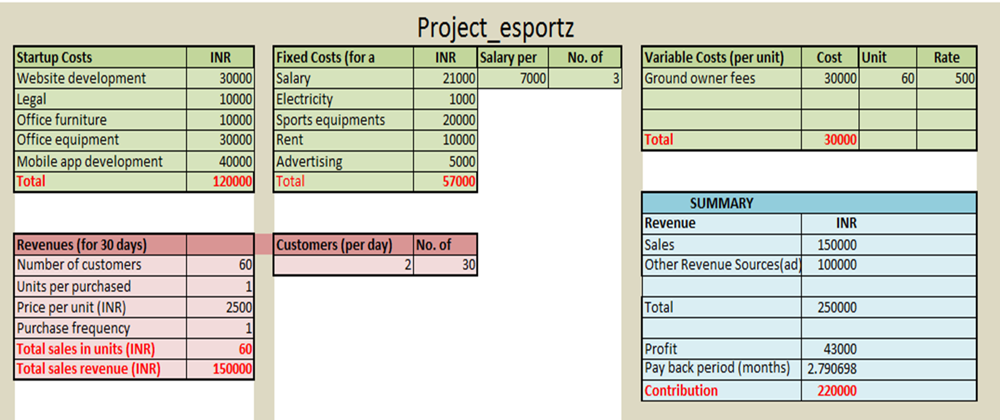 Project_esportz
Startup Costs INR
Website development 30000
Legal 10000
Office furniture 10000
Office equipment 30000
Mobile app development 40000
Total 120000
Fixed Costs (for a INR Salary per No. of
Salary 21000 7000 3
Electricity 1000
Sports equipments 20000
Rent 10000
Advertising 5000
Total 57000
Variable Costs (per unit) Cost Unit Rate
Ground owner fees 30000 60 500
Total 30000
Revenues (for 30 days)
Number of customers 60
Units per purchased 1
Price per unit (INR) 2500
Purchase frequency 1
Total sales in units (INR) 60
Total sales revenue (INR) 150000
Customers (per day) No. of
2 30
SUMMARY
Revenue INR
Sales 150000
Other Revenue Sources(ad) 100000
Total 250000
Profit 43000
Pay back period (months) 2.790698
Contribution 220000